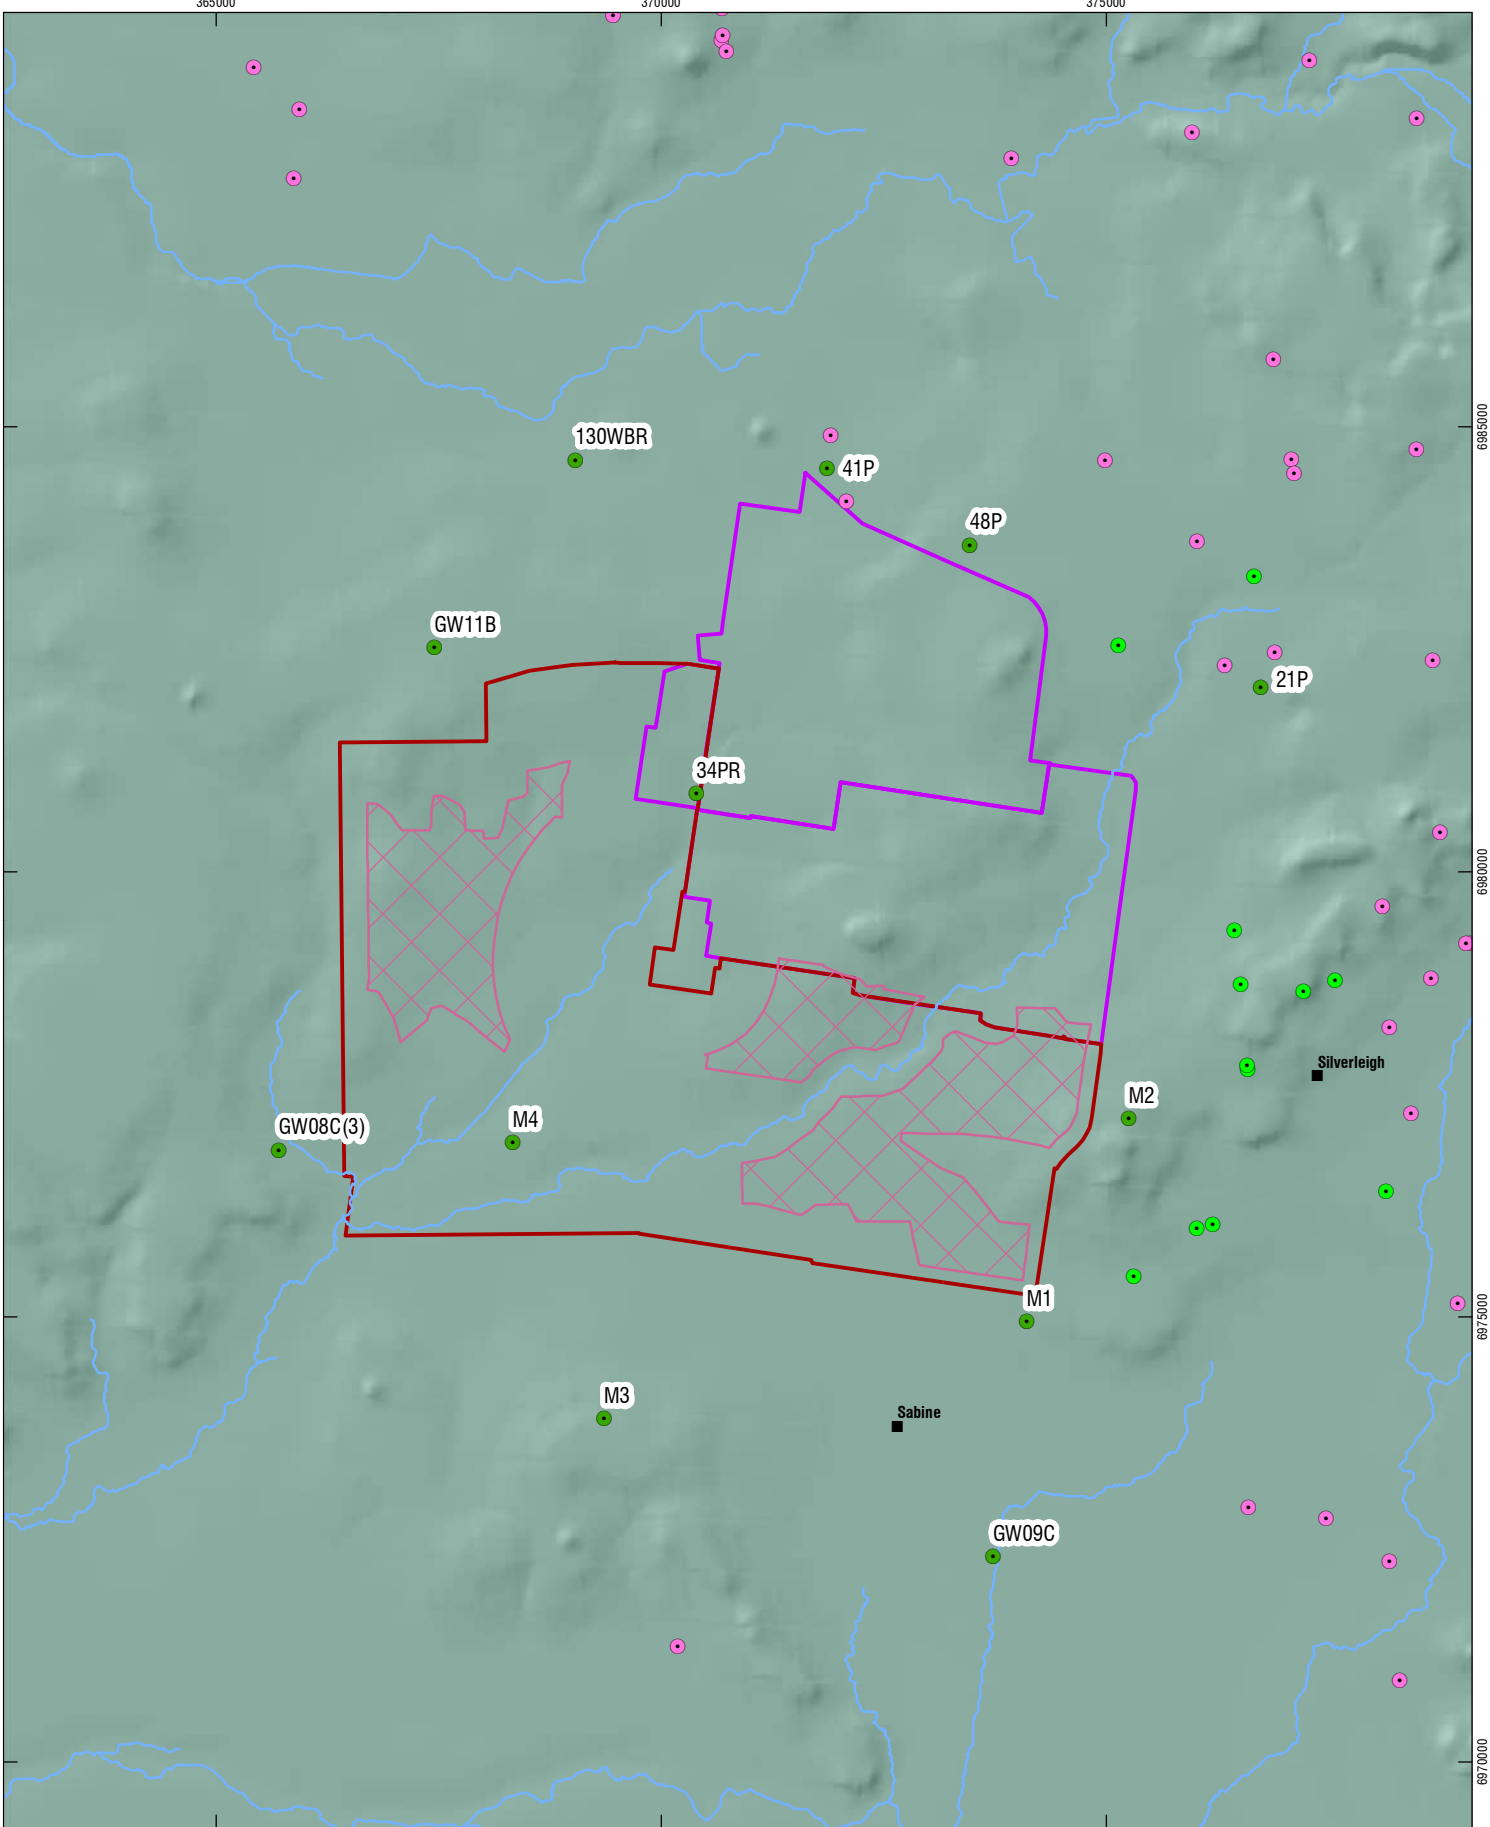 365000
370000
375000
130WBR
6985000
41P
48P
GW11B
21P
34PR
6980000
Silverleigh
M2
GW08C(3)
M4
M1
6975000
M3
Sabine
GW09C
6970000